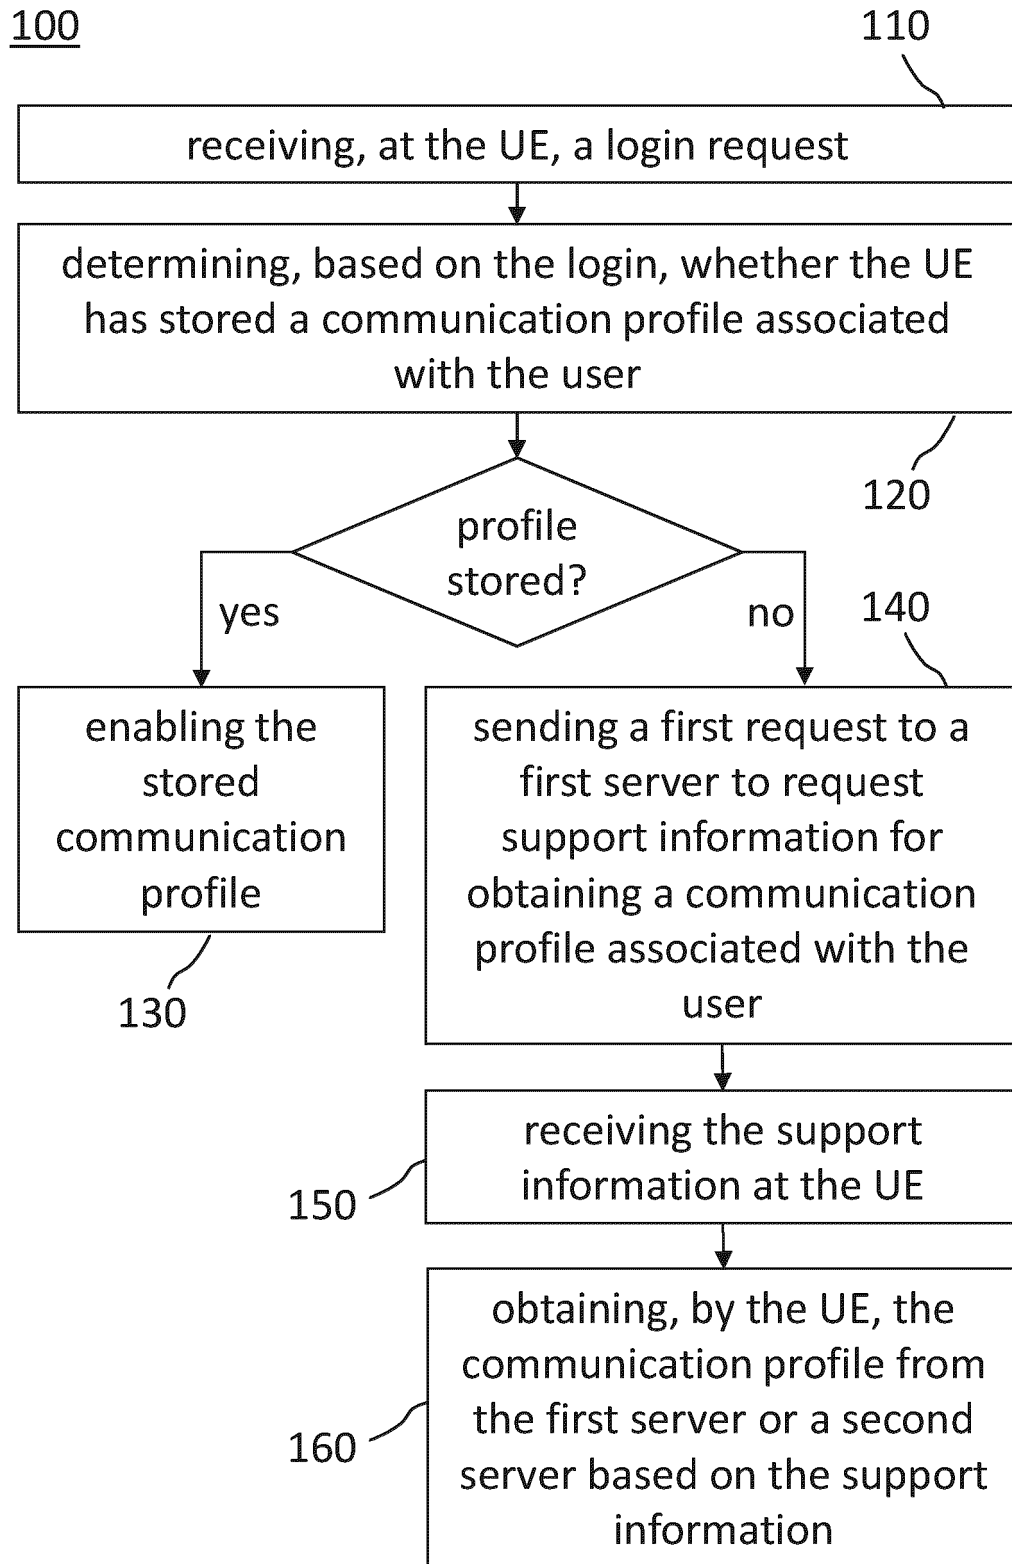 100
110
receiving, at the UE, a login request
determining, based on the login, whether the UE
has stored a communication profile associated
with the user
120
profile
stored?
yes
no
140
enabling the
stored
communication
profile
130
sending a first request to a
first server to request
support information for
obtaining a communication
profile associated with the
user
receiving the support
information at the UE
150
obtaining, by the UE, the
communication profile from
the first server or a second
server based on the support
information
160